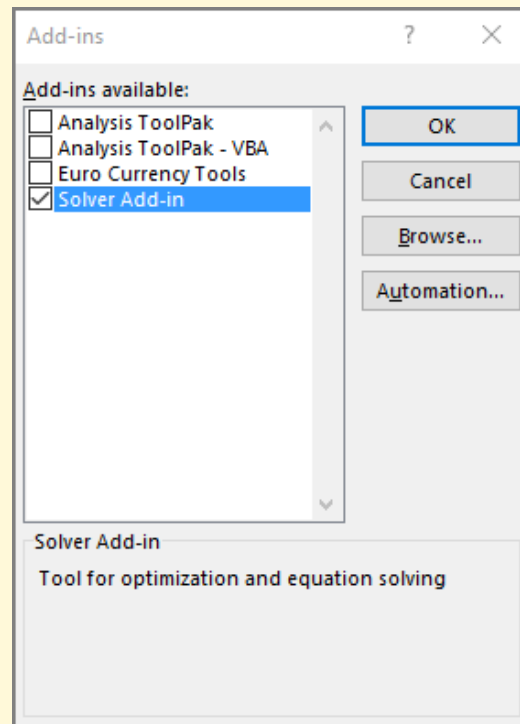 Add-ins ? ×
Add-ins available:
Analysis ToolPak
Analysis ToolPak - VBA
Euro Currency Tools
Solver Add-in
OK
Cancel
Browse...
Automation...
Solver Add-in
Tool for optimization and equation solving